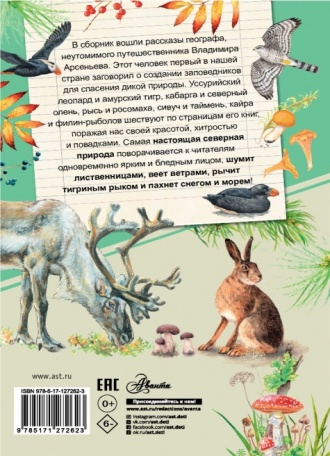 В сборник вошли рассказы географа,
неутомимого путешественника Владимира
Арсеньева. Этот человек первый в нашей
стране заговорил о создании заповедников
для спасения дикой природы. Уссурийский
леопард и амурский тигр, кабарга и северный
олень, рысь и росомаха, сивуч и таймень, кайра
и филин-рыболов шествуют по страницам его книг,
поражая нас своей красотой, хитростью
и повадками. Самая настоящая северная
природа поворачивается к читателям
одновременно ярким и бледным лицом, шумит
лиственницами, веет ветрами, рычит
тигриным рыком и пахнет снегом и морем!
www.ast.ru
ISBN 978-5-17-127262-3
9 785171 272623
EAC
Аванта
0+
6+
Присоединяйтесь к нам!
www.ast.ru/redactions/avanta
instagram.com/ast.deti
vk.com/ast.deti
facebook.com/ast.deti
ok.ru/ast.deti